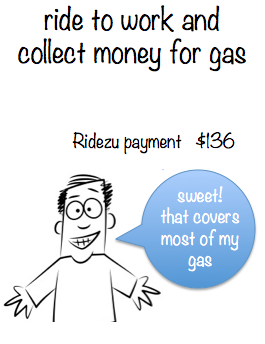 ride to work and
collect money for gas
Ridezu payment $136
sweet!
that covers
most of my
gas